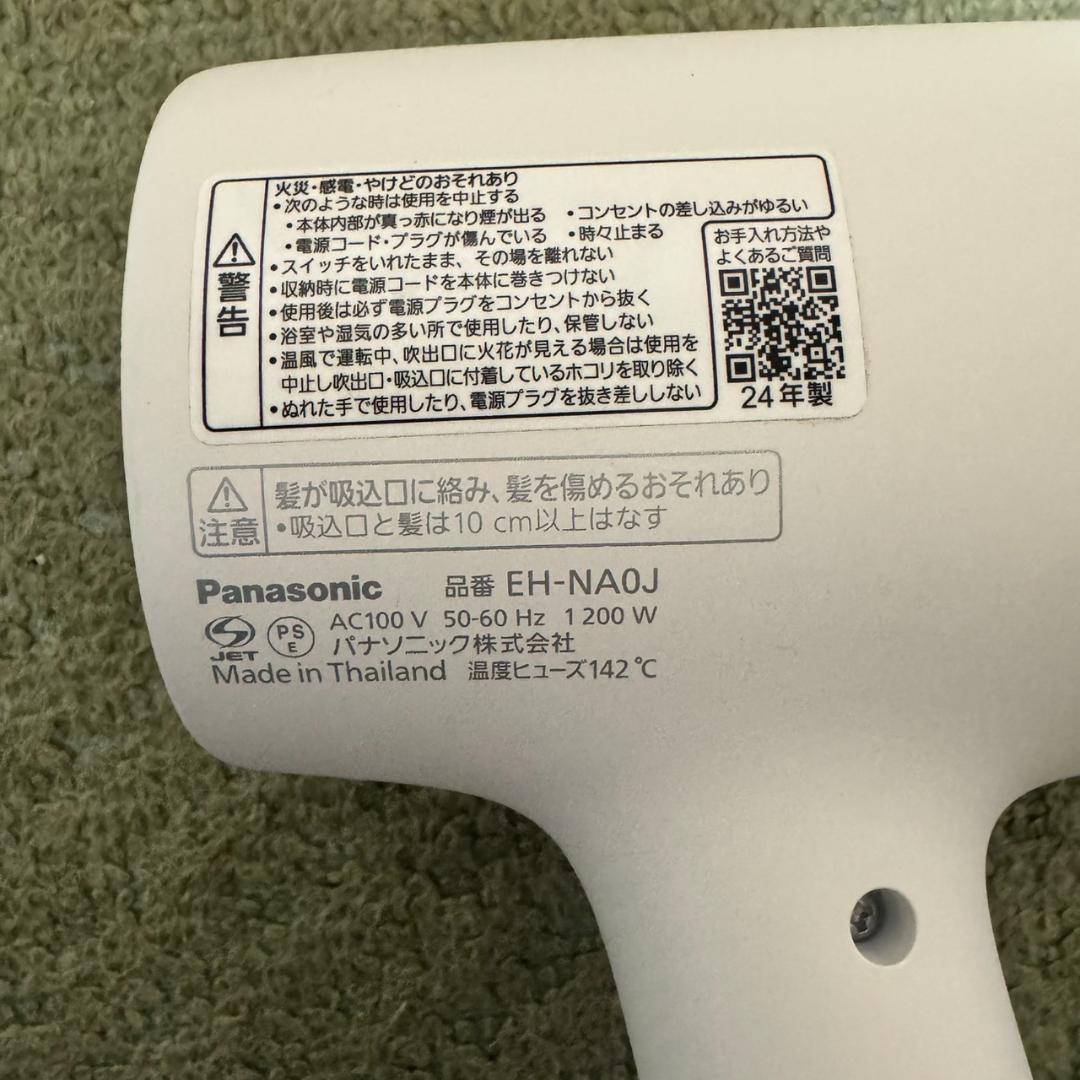 警告
火災・感電・やけどのおそれあり
・次のような時は使用を中止する
・本体内部が真っ赤になり煙が出る ・コンセントの差し込みがゆるい
・電源コード・プラグが傷んでいる ・時々止まる
・スイッチをいれたまま、その場を離れない
・収納時に電源コードを本体に巻きつけない
・使用後は必ず電源プラグをコンセントから抜く
・浴室や湿気の多い所で使用したり、保管しない
・温風で運転中、吹出口に火花が見える場合は使用を
中止し吹出口・吸込口に付着しているホコリを取り除く
・ぬれた手で使用したり、電源プラグを抜き差ししない
お手入れ方法や
よくあるご質問
24年製
注意
髪が吸込口に絡み、髪を傷めるおそれあり
・吸込口と髪は10 cm以上はなす
Panasonic 品番 EH-NA0J
JET PSE AC100 V 50-60 Hz 1 200 W
パナソニック株式会社
Made in Thailand 温度ヒューズ142℃